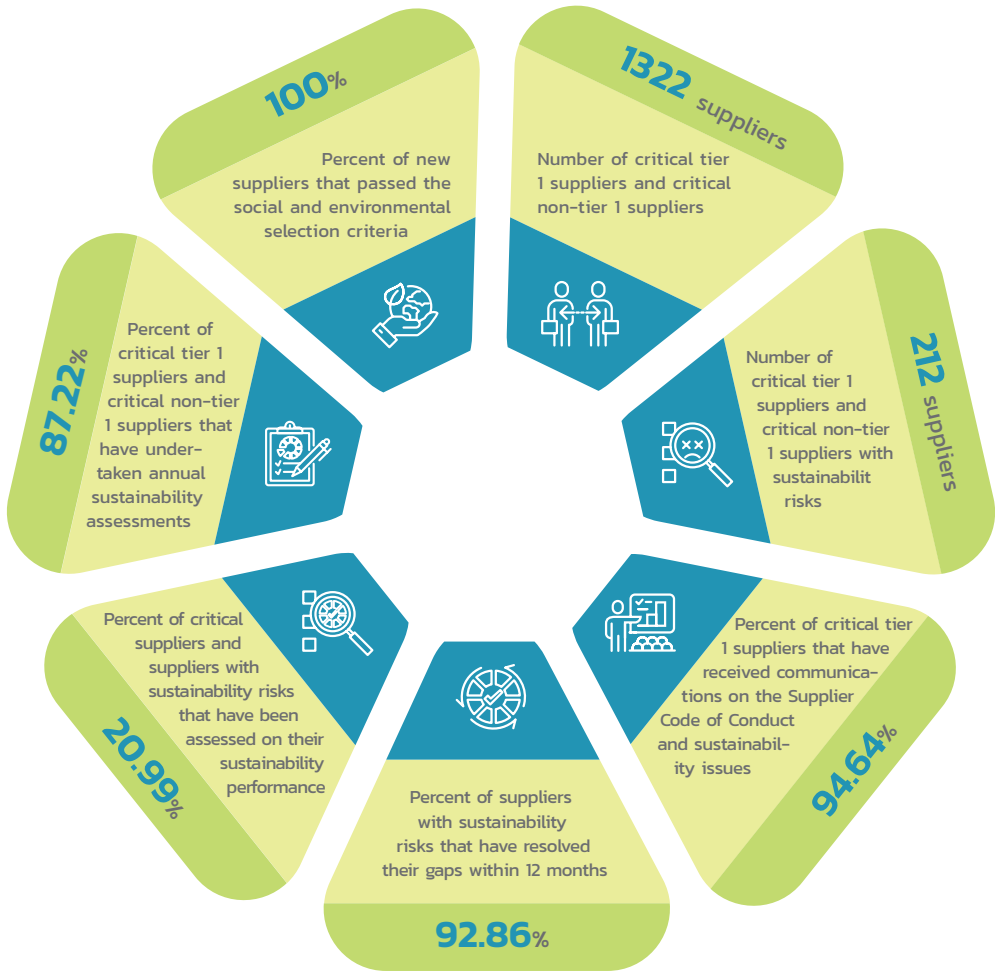 100%
Percent of new
suppliers that passed the
social and environmental
selection criteria
1322 suppliers
Number of critical tier
1 suppliers and critical
non-tier 1 suppliers
212 suppliers
Number of
critical tier 1
suppliers and
critical non-tier
1 suppliers with
sustainabilit
risks
94.64%
Percent of critical tier
1 suppliers that have
received communica-
tions on the Supplier
Code of Conduct
and sustainabil-
ity issues
Percent of suppliers
with sustainability
risks that have resolved
their gaps within 12 months
92.86%
20.99%
Percent of critical
suppliers and
suppliers with
sustainability risks
that have been
assessed on their
sustainability
performance
87.22%
Percent of
critical tier 1
suppliers and
critical non-tier
1 suppliers that
have under-
taken annual
sustainability
assessments